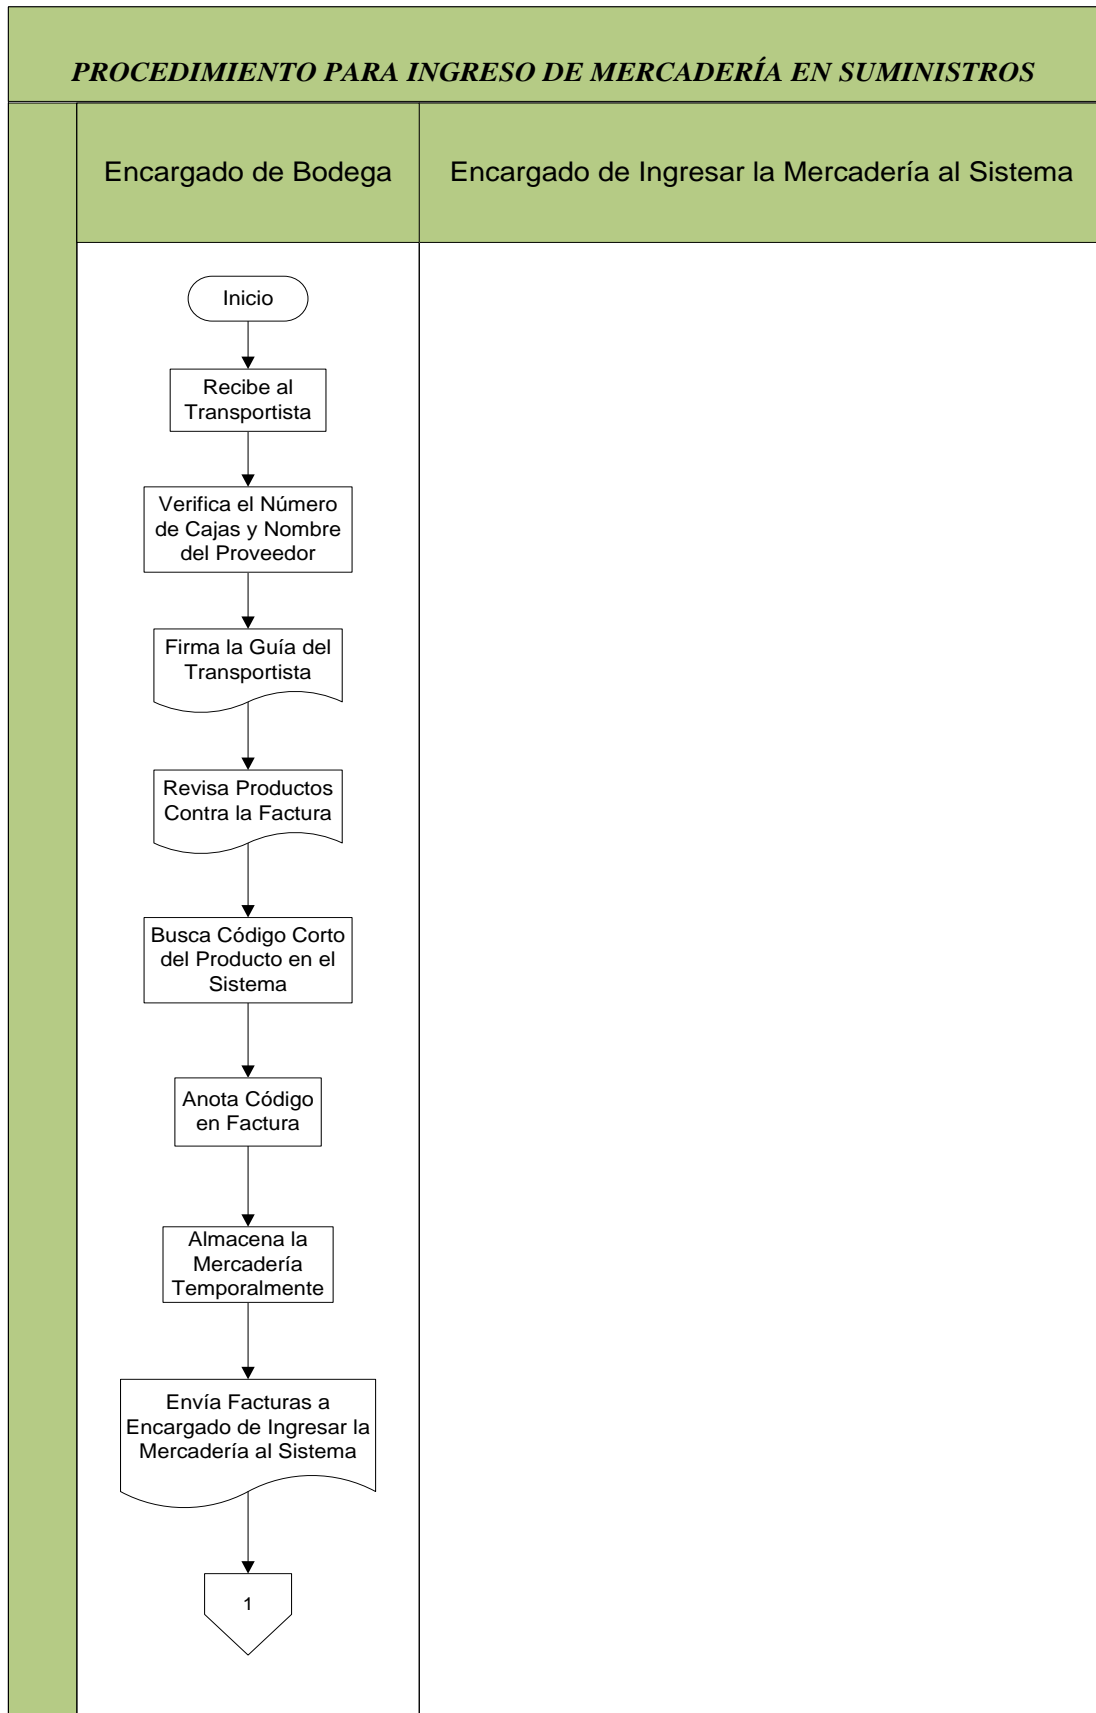 PROCEDIMIENTO PARA INGRESO DE MERCADERÍA EN SUMINISTROS
Encargado de Bodega
Encargado de Ingresar la Mercadería al Sistema
Inicio
Recibe al
Transportista
Verifica el Número
de Cajas y Nombre
del Proveedor
Firma la Guía del
Transportista
Revisa Productos
Contra la Factura
Busca Código Corto
del Producto en el
Sistema
Anota Código
en Factura
Almacena la
Mercadería
Temporalmente
Envía Facturas a
Encargado de Ingresar la
Mercadería al Sistema
1